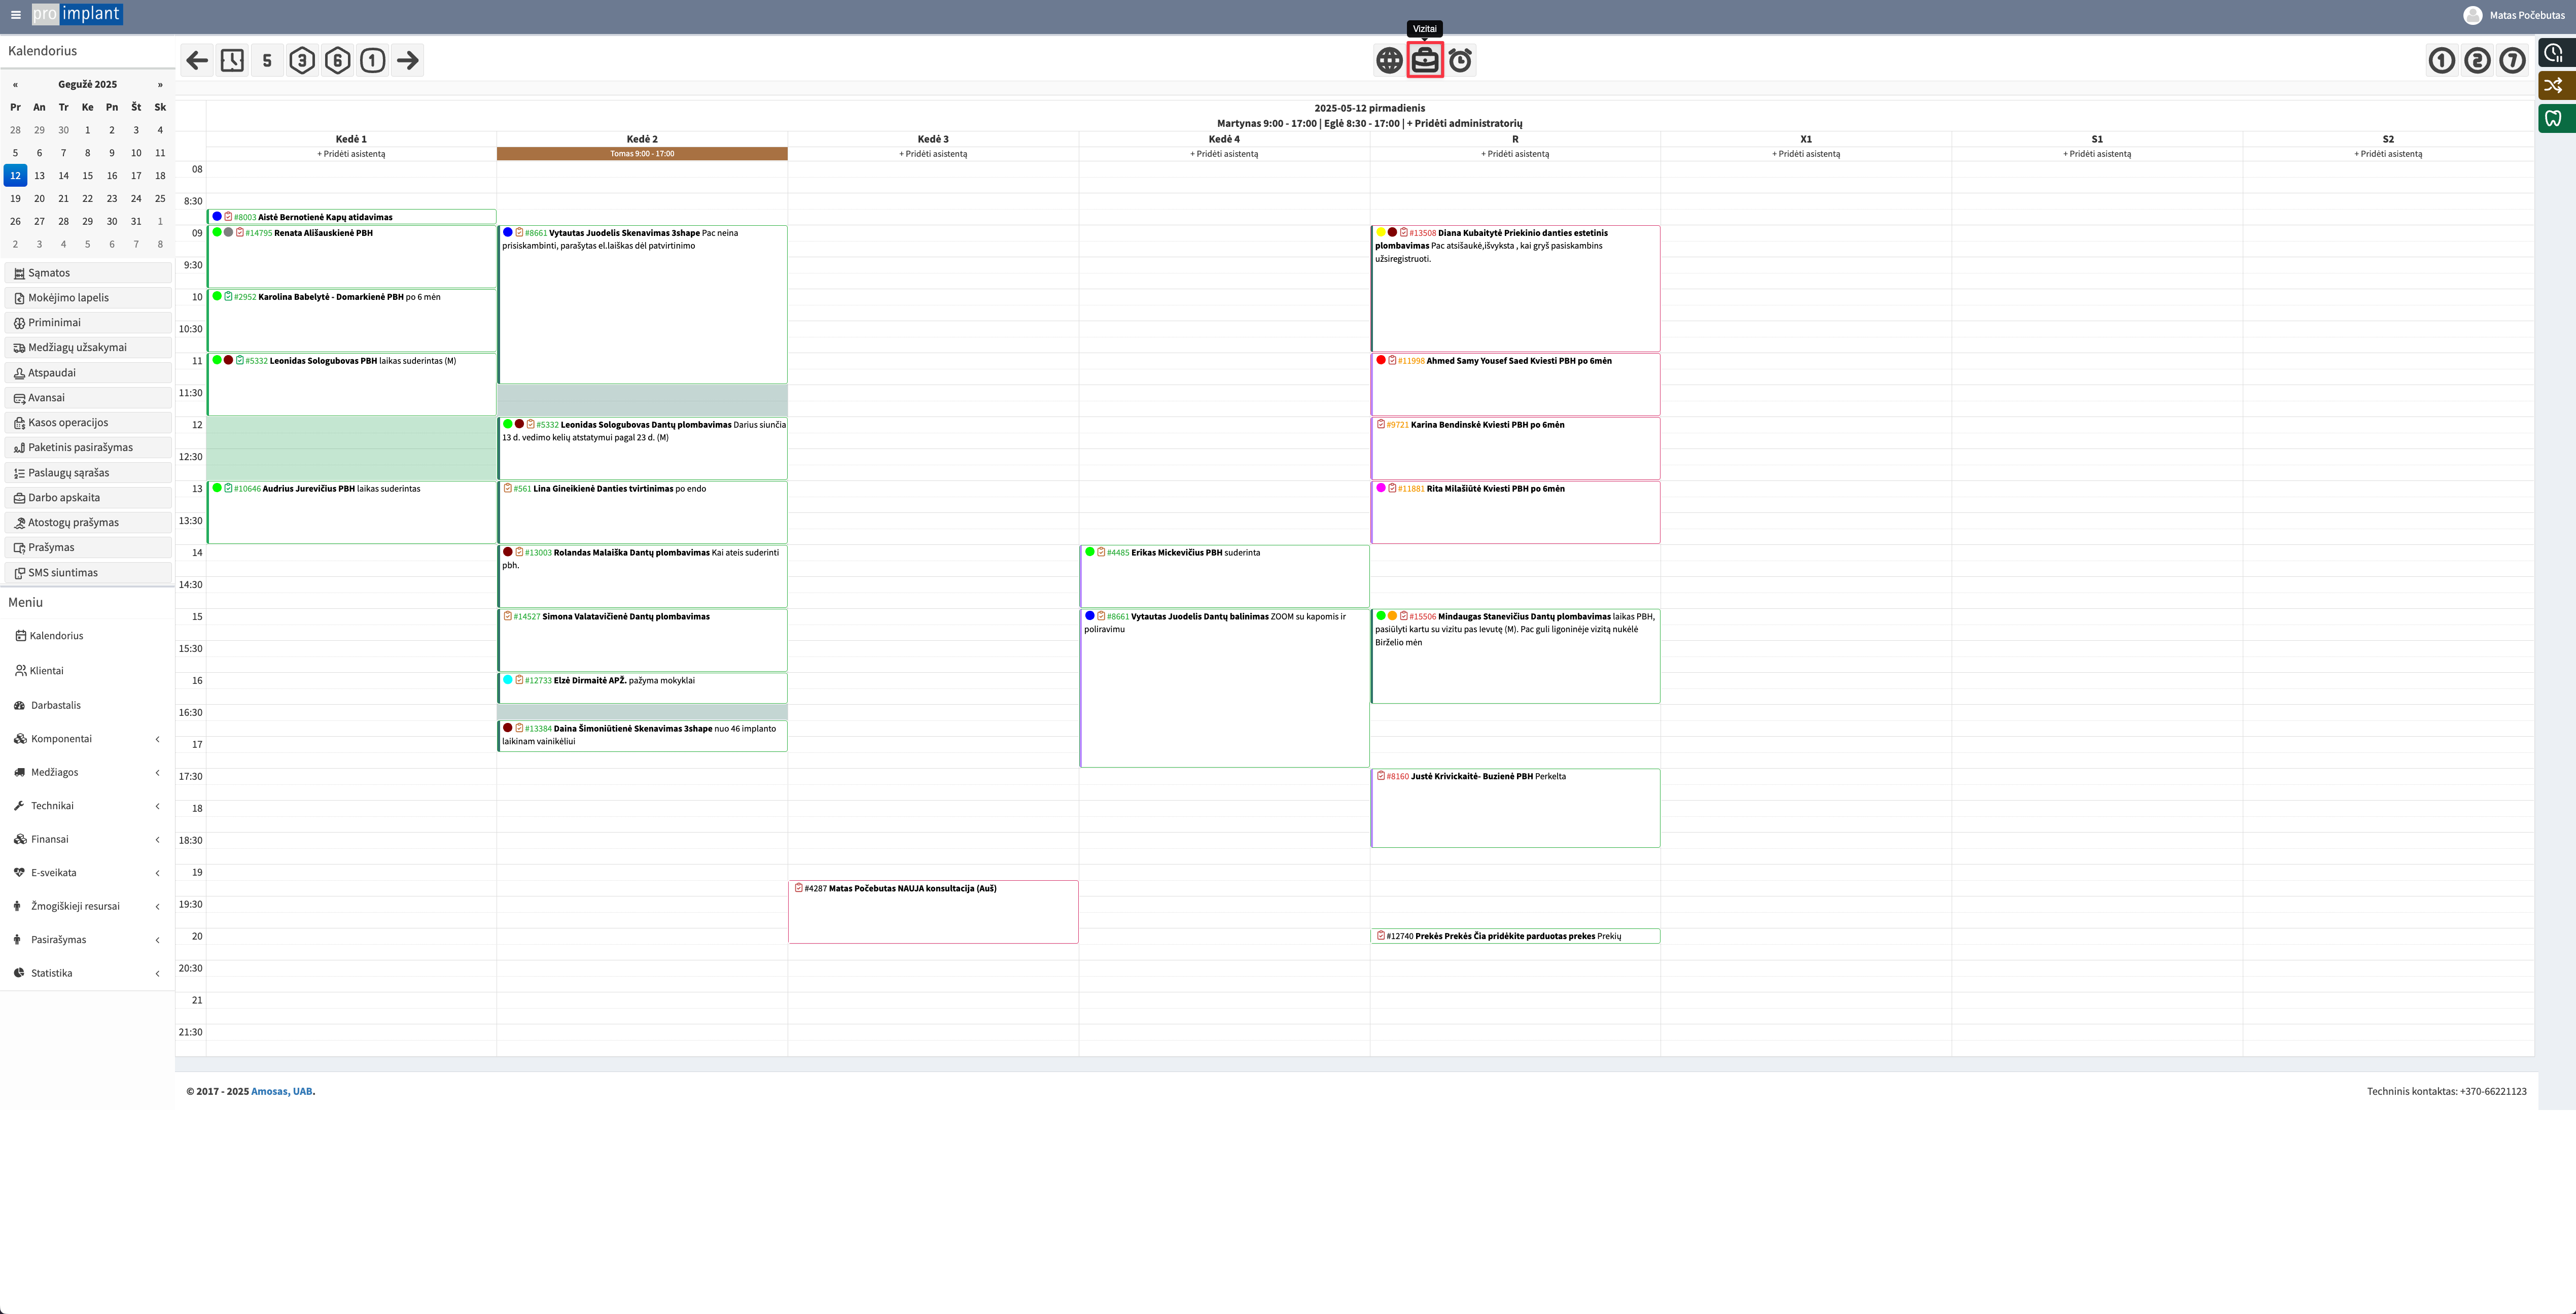 pro implant
Matas Počebutas
Vizitai
Kalendorius
5
3
6
1
1
2
7
« Gegužė 2025 »
Pr An Tr Ke Pn Št Sk
28 29 30 1 2 3 4
5 6 7 8 9 10 11
12 13 14 15 16 17 18
19 20 21 22 23 24 25
26 27 28 29 30 31 1
2 3 4 5 6 7 8
Sąmatos
Mokėjimo lapelis
Priminimai
Medžiagų užsakymai
Atspaudai
Avansai
Kasos operacijos
Paketinis pasirašymas
Paslaugų sąrašas
Darbo apskaita
Atostogų prašymas
Prašymas
SMS siuntimas
Meniu
Kalendorius
Klientai
Darbastalis
Komponentai
Medžiagos
Technikai
Finansai
E-sveikata
Žmogiškieji resursai
Pasirašymas
Statistika
2025-05-12 pirmadienis
Martynas 9:00 - 17:00 | Eglė 8:30 - 17:00 | + Pridėti administratorių
Kedė 1 Kedė 2 Kedė 3 Kedė 4 R X1 S1 S2
+ Pridėti asistentą Tomas 9:00 - 17:00 + Pridėti asistentą + Pridėti asistentą + Pridėti asistentą + Pridėti asistentą + Pridėti asistentą + Pridėti asistentą
08
8:30
09
9:30
10
10:30
11
11:30
12
12:30
13
13:30
14
14:30
15
15:30
16
16:30
17
17:30
18
18:30
19
19:30
20
20:30
21
21:30
#8003 Aistė Bernotienė Kapų atidavimas
#14795 Renata Ališauskienė PBH
#2952 Karolina Babelytė - Domarkienė PBH po 6 mėn
#5332 Leonidas Sologubovas PBH laikas suderintas (M)
#10646 Audrius Jurevičius PBH laikas suderintas
#8661 Vytautas Juodelis Skenavimas 3shape Pac neina
prisiskambinti, parašytas el.laiškas dėl patvirtinimo
#5332 Leonidas Sologubovas Dantų plombavimas Darius siunčia
13 d. vedimo kelių atstatymui pagal 23 d. (M)
#561 Lina Gineikienė Danties tvirtinimas po endo
#13003 Rolandas Malaiška Dantų plombavimas Kai ateis suderinti
pbh.
#14527 Simona Valatavičienė Dantų plombavimas
#12733 Elzė Dirmaitė APŽ. pažyma mokyklai
#13384 Daina Šimoniūtienė Skenavimas 3shape nuo 46 implanto
laikinam vainikėliui
#4287 Matas Počebutas NAUJA konsultacija (Auš)
#4485 Erikas Mickevičius PBH suderinta
#8661 Vytautas Juodelis Dantų balinimas ZOOM su kapomis ir
poliravimu
#13508 Diana Kubaitytė Priekinio danties estetinis
plombavimas Pac atsišaukė,išvyksta , kai gryš pasiskambins
užsiregistruoti.
#11998 Ahmed Samy Yousef Saed Kviesti PBH po 6mėn
#9721 Karina Bendinskė Kviesti PBH po 6mėn
#11881 Rita Milašiūtė Kviesti PBH po 6mėn
#15506 Mindaugas Stanevičius Dantų plombavimas laikas PBH,
pasiūlyti kartu su vizitu pas Ievutę (M). Pac guli ligoninėje vizitą nukėlė
Birželio mėn
#8160 Justė Krivickaitė- Buzienė PBH Perkelta
#12740 Prekės Prekės Čia pridėkite parduotas prekes Prekių
© 2017 - 2025 Amosas, UAB.
Techninis kontaktas: +370-66221123